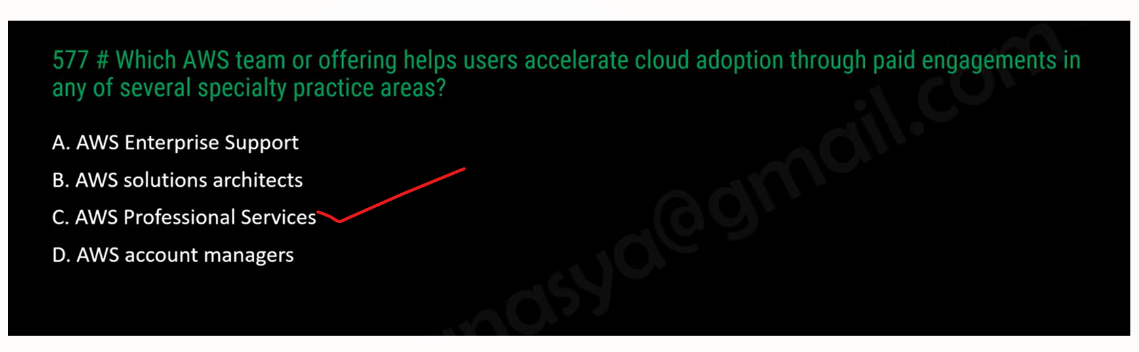 577 # Which AWS team or offering helps users accelerate cloud adoption through paid engagements in
any of several specialty practice areas?
A. AWS Enterprise Support
B. AWS solutions architects
C. AWS Professional Services
D. AWS account managers